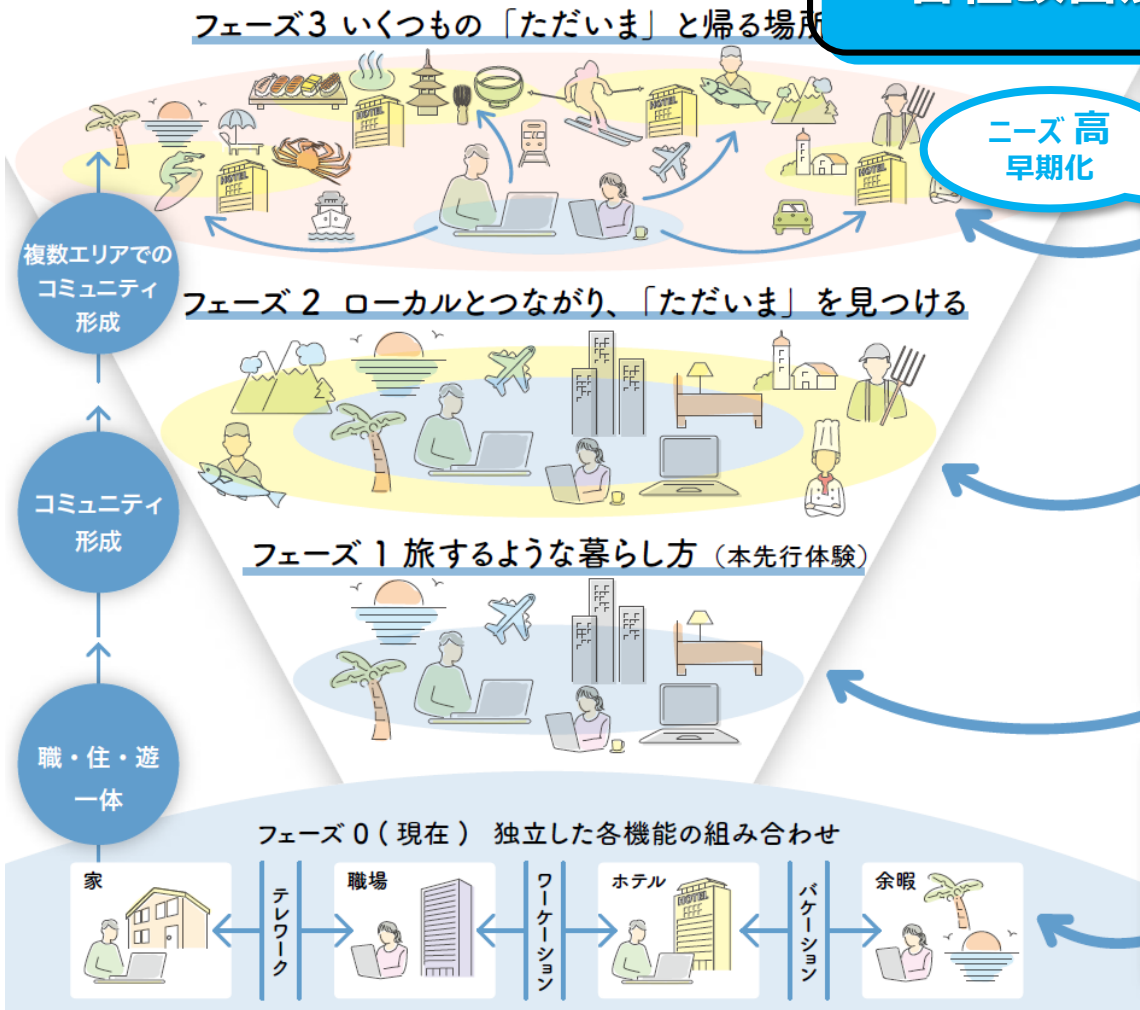 フェーズ3 いくつもの「ただいま」と帰る場所
ニーズ 高
早期化
HOTEL
HOTEL
HOTEL
HOTEL
複数エリアでの
コミュニティ
形成
フェーズ 2 ローカルとつながり、「ただいま」を見つける
コミュニティ
形成
フェーズ 1 旅するような暮らし方（本先行体験）
職・住・遊
一体
フェーズ 0 ( 現在 ) 独立した各機能の組み合わせ
家
テレワーク
職場
ワーケーション
ホテル
HOTEL
バケーション
余暇